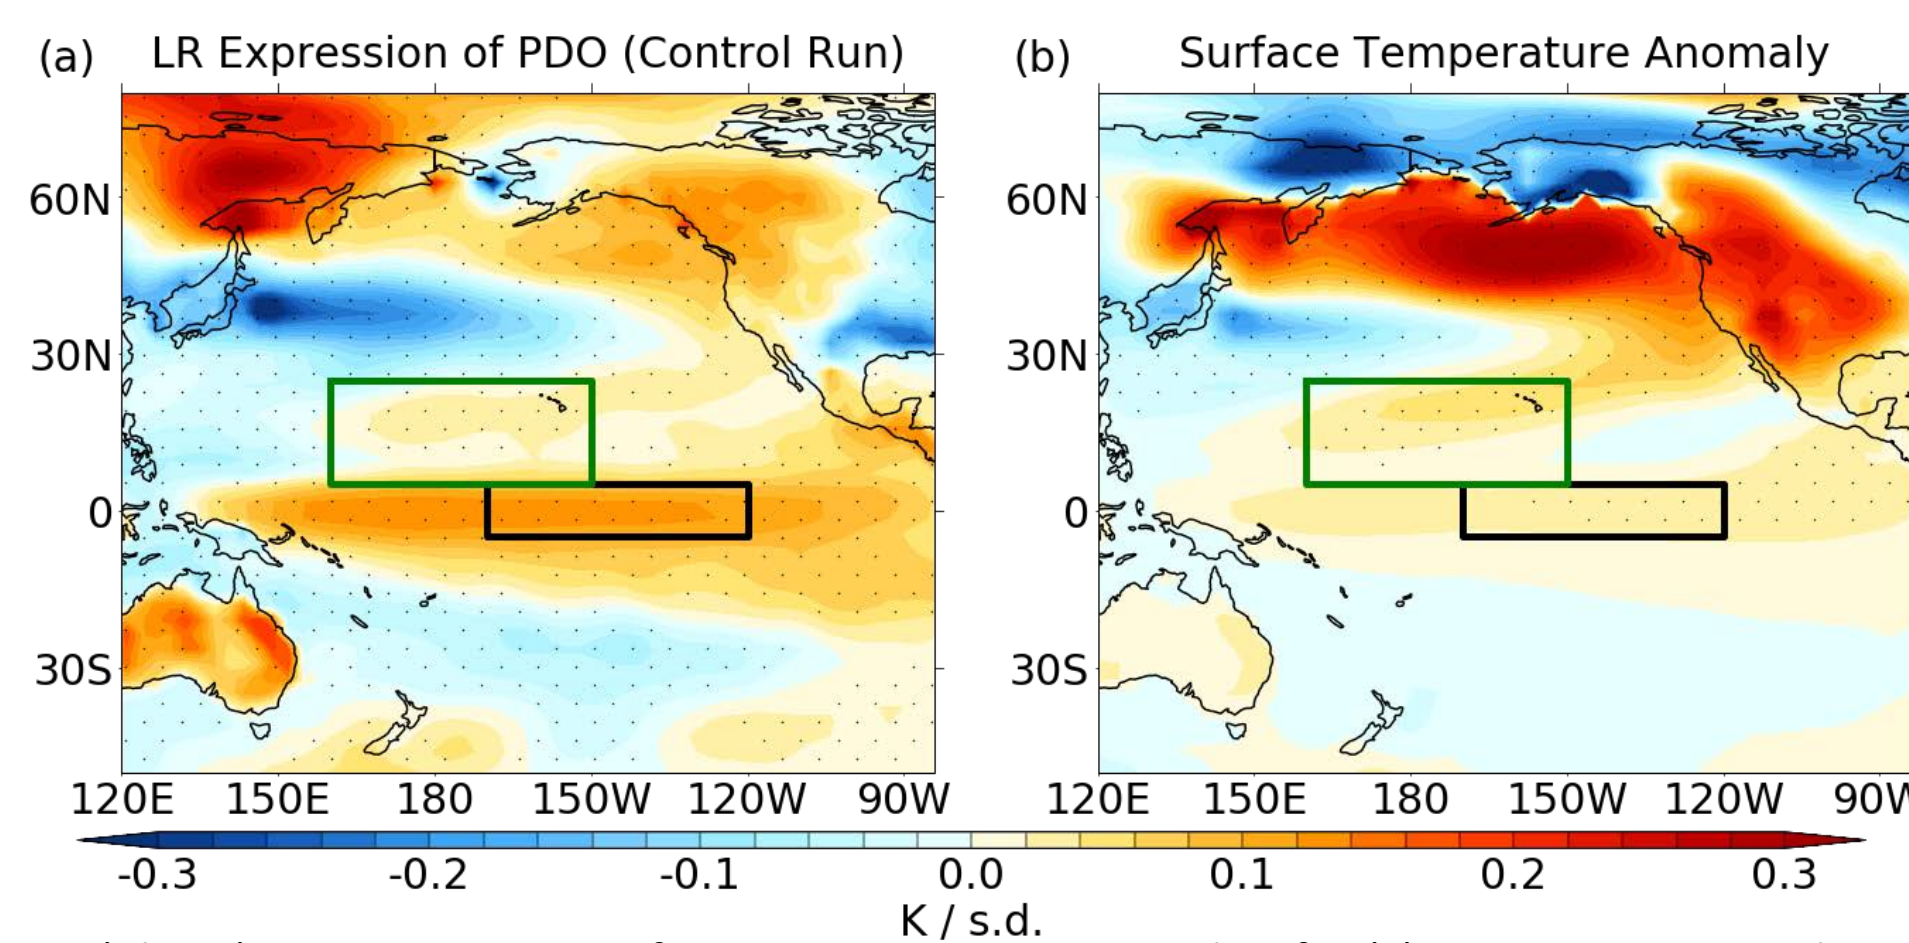 (a) LR Expression of PDO (Control Run)
(b) Surface Temperature Anomaly
60N
30N
0
30S
120E 150E 180 150W 120W 90W
60N
30N
0
30S
120E 150E 180 150W 120W 90W
-0.3 -0.2 -0.1 0.0 0.1 0.2 0.3
K / s.d.